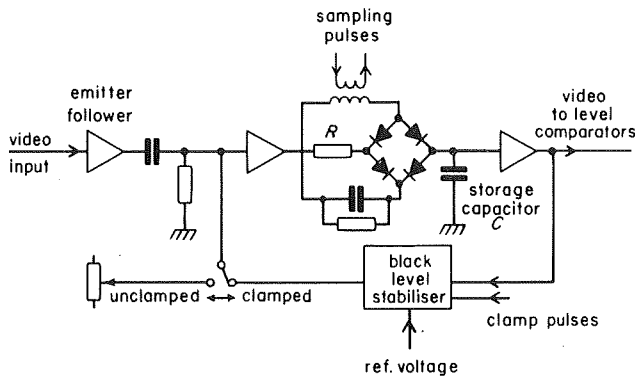 sampling
pulses
emitter
follower
video
to level
comparators
video
input
R
storage
capacitor
C
black
level
stabiliser
unclamped
clamped
clamp pulses
ref. voltage